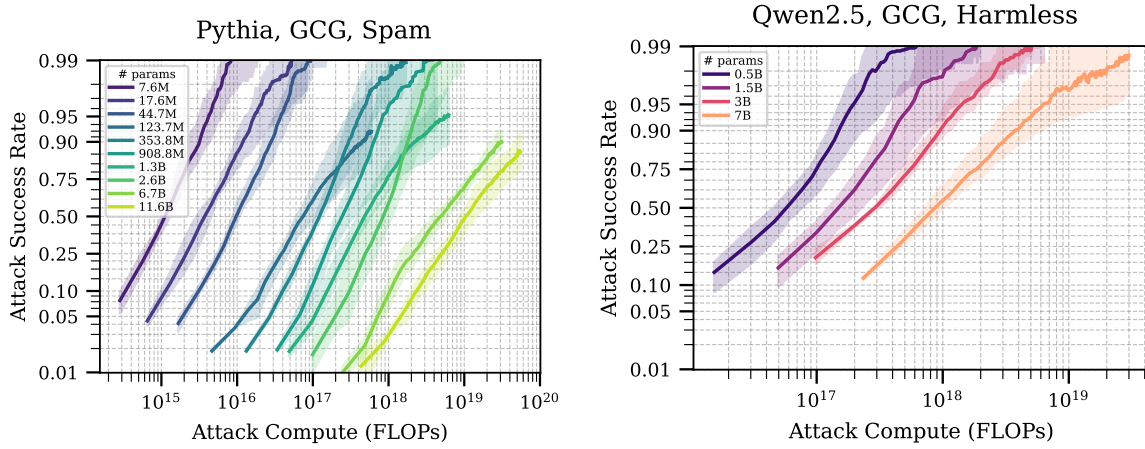 Pythia, GCG, Spam
Attack Success Rate
0.99
0.95
0.90
0.75
0.50
0.25
0.10
0.05
0.01
# params
7.6M
17.6M
44.7M
123.7M
353.8M
908.8M
1.3B
2.6B
6.7B
11.6B
10^15 10^16 10^17 10^18 10^19 10^20
Attack Compute (FLOPs)
Qwen2.5, GCG, Harmless
Attack Success Rate
0.99
0.95
0.90
0.75
0.50
0.25
0.10
0.05
0.01
# params
0.5B
1.5B
3B
7B
10^17 10^18 10^19
Attack Compute (FLOPs)